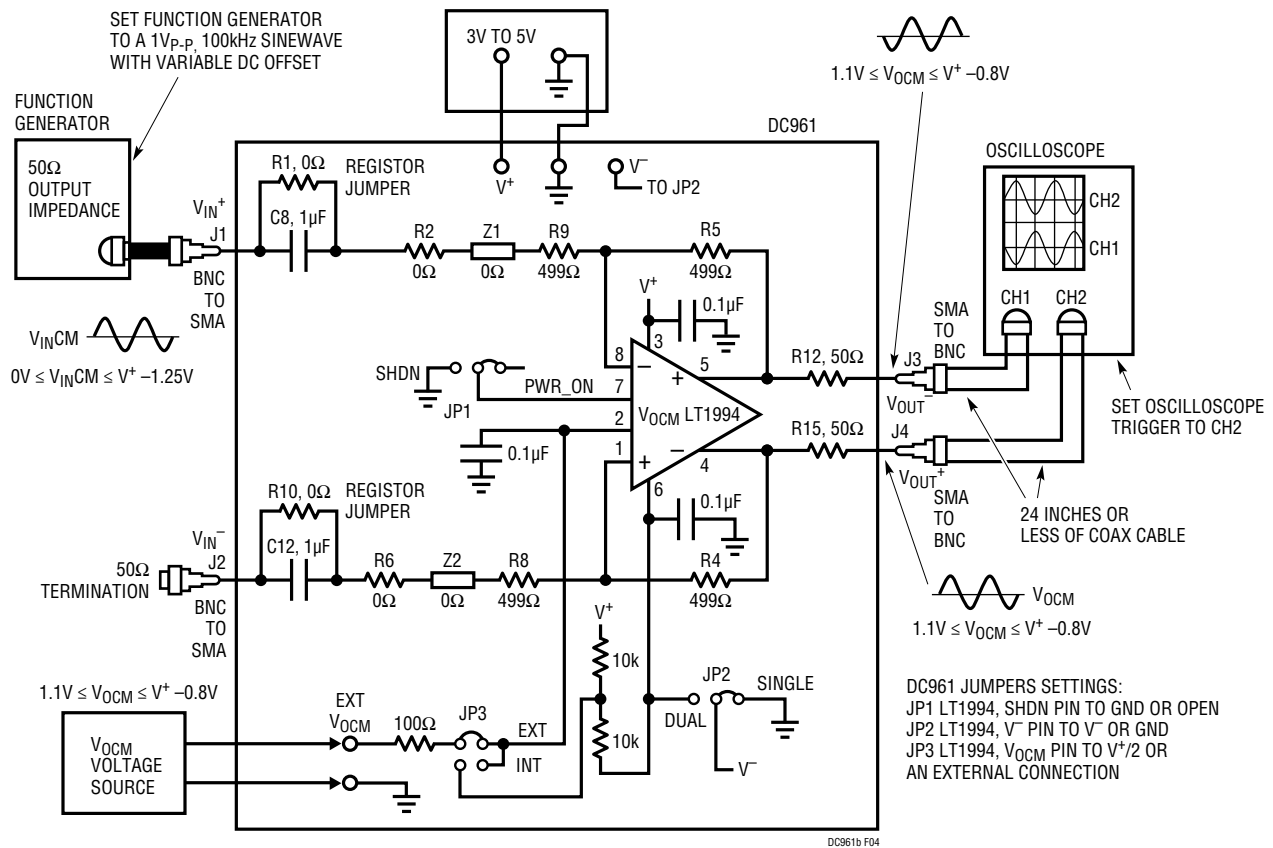 SET FUNCTION GENERATOR
TO A 1VP-P, 100kHz SINEWAVE
WITH VARIABLE DC OFFSET
FUNCTION
GENERATOR
50Ω
OUTPUT
IMPEDANCE
3V TO 5V
1.1V ≤ VOCM ≤ V+ –0.8V
DC961
OSCILLOSCOPE
CH2
CH1
CH1 CH2
R1, 0Ω
REGISTOR
JUMPER
V+
V–
TO JP2
VIN+
J1
C8, 1µF
R2
0Ω
Z1
0Ω
R9
499Ω
R5
499Ω
BNC
TO
SMA
VINCM
0V ≤ VINCM ≤ V+ –1.25V
V+
0.1µF
3
8
–
+
5
SHDN
JP1
PWR_ON
7
2
VOCM LT1994
1
+
–
4
6
0.1µF
0.1µF
R12, 50Ω
J3
VOUT–
SMA
TO
BNC
R15, 50Ω
J4
VOUT+
SMA
TO
BNC
SET OSCILLOSCOPE
TRIGGER TO CH2
24 INCHES OR
LESS OF COAX CABLE
R10, 0Ω
REGISTOR
JUMPER
VIN–
J2
C12, 1µF
50Ω
TERMINATION
BNC
TO
SMA
R6
0Ω
Z2
0Ω
R8
499Ω
R4
499Ω
VOCM
1.1V ≤ VOCM ≤ V+ –0.8V
V+
10k
10k
JP2
SINGLE
DUAL
V–
1.1V ≤ VOCM ≤ V+ –0.8V
VOCM
VOLTAGE
SOURCE
EXT
VOCM
100Ω
JP3
EXT
INT
DC961 JUMPERS SETTINGS:
JP1 LT1994, SHDN PIN TO GND OR OPEN
JP2 LT1994, V– PIN TO V– OR GND
JP3 LT1994, VOCM PIN TO V+/2 OR
AN EXTERNAL CONNECTION
DC961b F04